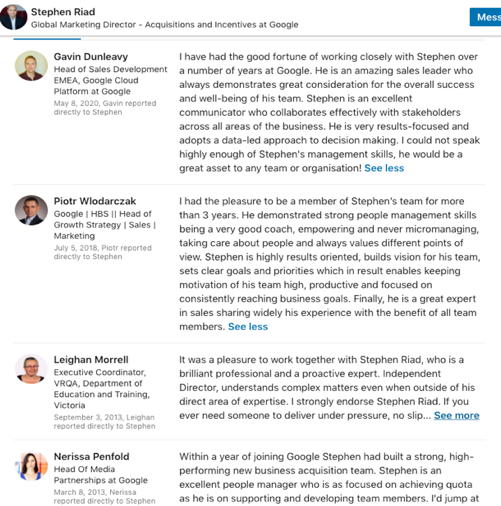 Stephen Riad
Global Marketing Director - Acquisitions and Incentives at Google
Mess
Gavin Dunleavy
Head of Sales Development
EMEA, Google Cloud
Platform at Google
May 8, 2020, Gavin reported
directly to Stephen
I have had the good fortune of working closely with Stephen over
a number of years at Google. He is an amazing sales leader who
always demonstrates great consideration for the overall success
and well-being of his team. Stephen is an excellent
communicator who collaborates effectively with stakeholders
across all areas of the business. He is very results-focused and
adopts a data-led approach to decision making. I could not speak
highly enough of Stephen's management skills, he would be a
great asset to any team or organisation! See less
Piotr Wlodarczak
Google | HBS || Head of
Growth Strategy | Sales |
Marketing
July 5, 2018, Piotr reported
directly to Stephen
I had the pleasure to be a member of Stephen's team for more
than 3 years. He demonstrated strong people management skills
being a very good coach, empowering and never micromanaging,
taking care about people and always values different points of
view. Stephen is highly results oriented, builds vision for his team,
sets clear goals and priorities which in result enables keeping
motivation of his team high, productive and focused on
consistently reaching business goals. Finally, he is a great expert
in sales sharing widely his experience with the benefit of all team
members. See less
Leighan Morrell
Executive Coordinator,
VRQA, Department of
Education and Training,
Victoria
September 3, 2013, Leighan
reported directly to Stephen
It was a pleasure to work together with Stephen Riad, who is a
brilliant professional and a proactive expert. Independent
Director, understands complex matters even when outside of his
direct area of expertise. I strongly endorse Stephen Riad. If you
ever need someone to deliver under pressure, no slip... See more
Nerissa Penfold
Head Of Media
Partnerships at Google
March 8, 2013, Nerissa
reported directly to Stephen
Within a year of joining Google Stephen had built a strong, high-
performing new business acquisition team. Stephen is an
excellent people manager who is as focused on achieving quota
as he is on supporting and developing team members. I'd jump at